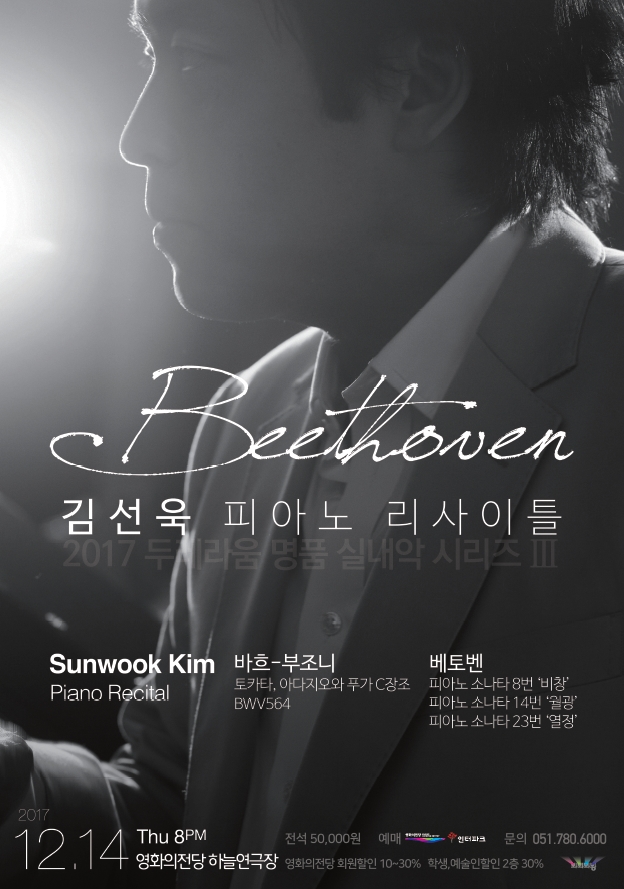 Beethoven
김선욱 피아노 리사이틀
2017 두레라움 명품 실내악 시리즈 Ⅲ
Sunwook Kim
Piano Recital
바흐-부조니
토카타, 아다지오와 푸가 C장조
BWV564
베토벤
피아노 소나타 8번 ‘비창’
피아노 소나타 14번 ‘월광’
피아노 소나타 23번 ‘열정’
2017
12.14 Thu 8PM
영화의전당 하늘연극장
전석 50,000원 예매 인터파크 문의 051.780.6000
영화의전당 회원할인 10~30% 학생,예술인할인 2층 30%